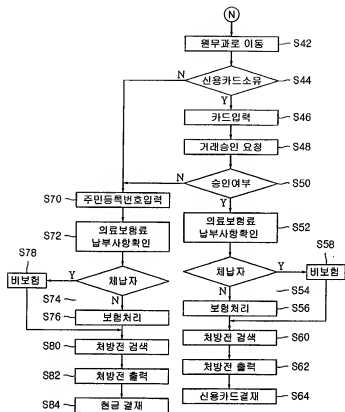 N
원무과로 이동
S42
N
신용카드소유
S44
Y
카드입력
S46
거래승인 요청
S48
N
승인여부
S50
S70
주민등록번호입력
Y
S72
의료보험료
납부사항확인
의료보험료
납부사항확인
S52
S78
S58
비보험
Y
체납자
체납자
Y
비보험
S74
N
N
S54
S76
보험처리
보험처리
S56
S80
처방전 검색
처방전 검색
S60
S82
처방전 출력
처방전 출력
S62
S84
현금 결재
신용카드결재
S64